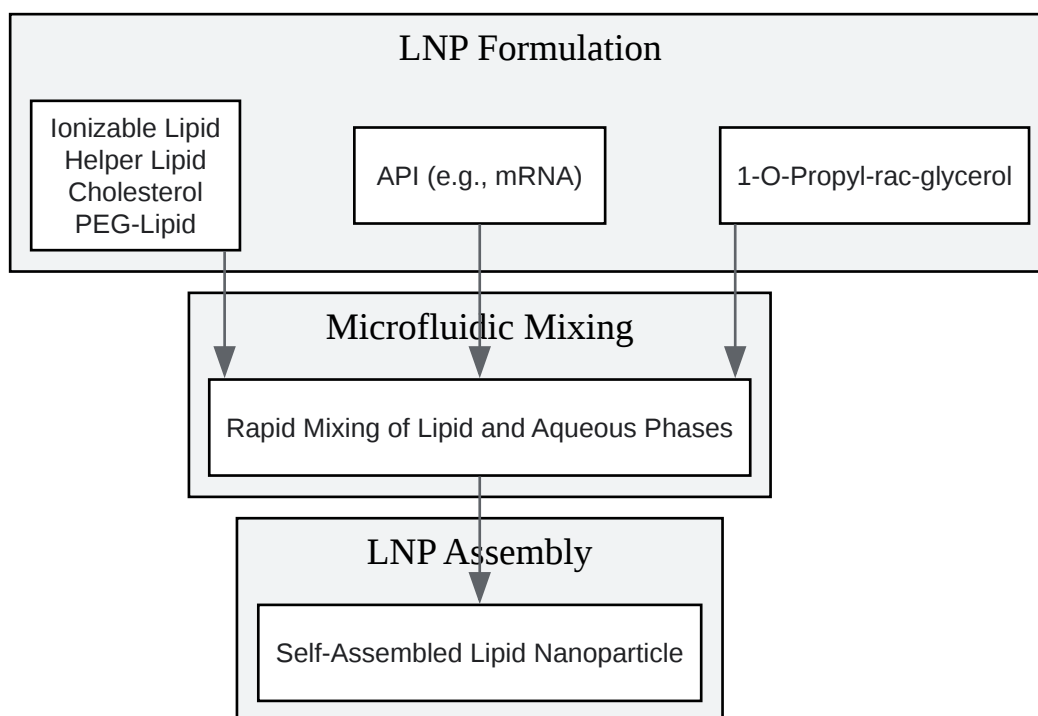 LNP Formulation
Ionizable Lipid
Helper Lipid
Cholesterol
PEG-Lipid
API (e.g., mRNA)
1-O-Propyl-rac-glycerol
Microfluidic Mixing
Rapid Mixing of Lipid and Aqueous Phases
LNP Assembly
Self-Assembled Lipid Nanoparticle